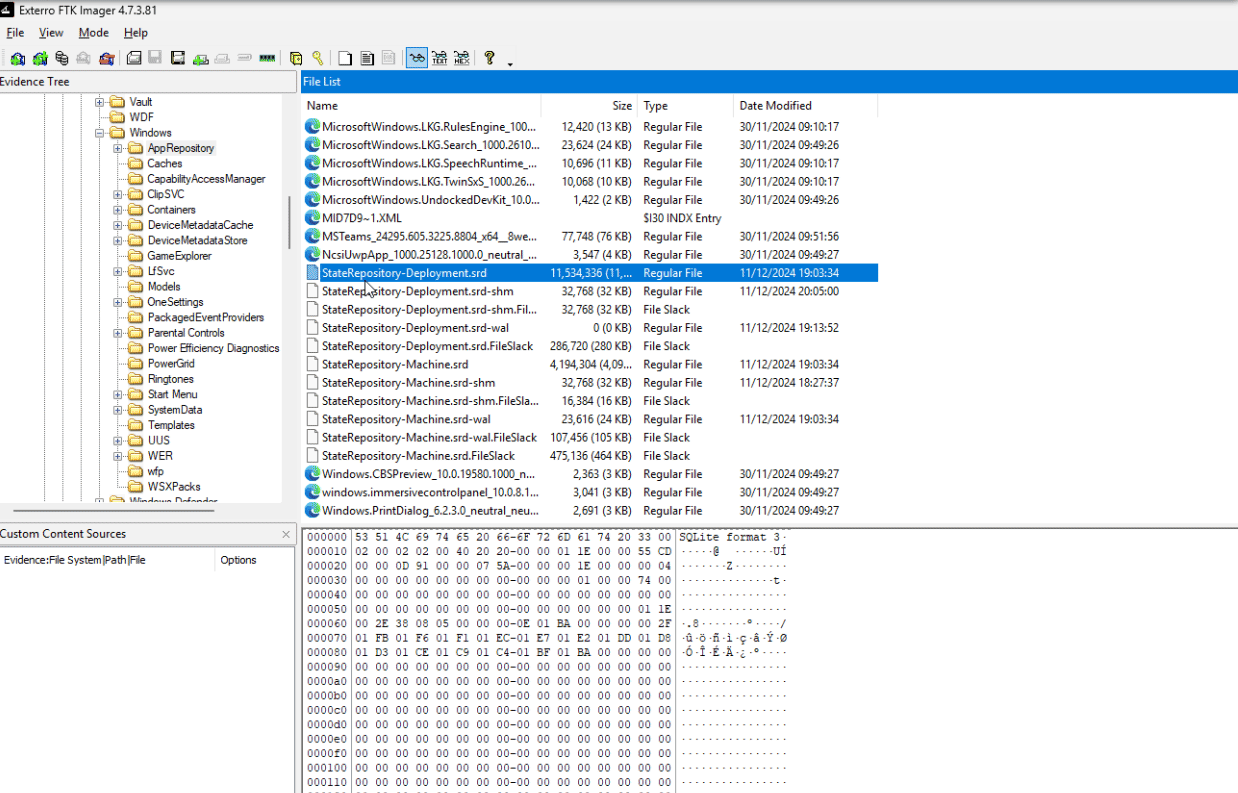 Exterro FTK Imager 4.7.3.81
File View Mode Help
Evidence Tree
Vault
WDF
Windows
AppRepository
Caches
CapabilityAccessManager
ClipSVC
Containers
DeviceMetadataCache
DeviceMetadataStore
GameExplorer
LfSvc
Models
OneSettings
PackagedEventProviders
Parental Controls
Power Efficiency Diagnostics
PowerGrid
Ringtones
Start Menu
SystemData
Templates
UUS
WER
wfp
WSXPacks
Windows Defender
Custom Content Sources
Evidence:File System|Path|File Options
File List
Name Size Type Date Modified
MicrosoftWindows.LKG.RulesEngine_100... 12,420 (13 KB) Regular File 30/11/2024 09:10:17
MicrosoftWindows.LKG.Search_1000.2610... 23,624 (24 KB) Regular File 30/11/2024 09:49:26
MicrosoftWindows.LKG.SpeechRuntime_... 10,696 (11 KB) Regular File 30/11/2024 09:10:17
MicrosoftWindows.LKG.TwinSxS_1000.26... 10,068 (10 KB) Regular File 30/11/2024 09:10:17
MicrosoftWindows.UndockedDevKit_10.0... 1,422 (2 KB) Regular File 30/11/2024 09:49:26
MID7D9~1.XML $I30 INDX Entry
MSTeams_24295.605.3225.8804_x64__8we... 77,748 (76 KB) Regular File 30/11/2024 09:51:56
NcsiUwpApp_1000.25128.1000.0_neutral_... 3,547 (4 KB) Regular File 30/11/2024 09:49:27
StateRepository-Deployment.srd 11,534,336 (11,... Regular File 11/12/2024 19:03:34
StateRepository-Deployment.srd-shm 32,768 (32 KB) Regular File 11/12/2024 20:05:00
StateRepository-Deployment.srd-shm.Fil... 32,768 (32 KB) File Slack
StateRepository-Deployment.srd-wal 0 (0 KB) Regular File 11/12/2024 19:13:52
StateRepository-Deployment.srd.FileSlack 286,720 (280 KB) File Slack
StateRepository-Machine.srd 4,194,304 (4,09... Regular File 11/12/2024 19:03:34
StateRepository-Machine.srd-shm 32,768 (32 KB) Regular File 11/12/2024 18:27:37
StateRepository-Machine.srd-shm.FileSla... 16,384 (16 KB) File Slack
StateRepository-Machine.srd-wal 23,616 (24 KB) Regular File 11/12/2024 19:03:34
StateRepository-Machine.srd-wal.FileSlack 107,456 (105 KB) File Slack
StateRepository-Machine.srd.FileSlack 475,136 (464 KB) File Slack
Windows.CBSPreview_10.0.19580.1000_n... 2,363 (3 KB) Regular File 30/11/2024 09:49:27
windows.immersivecontrolpanel_10.0.8.1... 3,041 (3 KB) Regular File 30/11/2024 09:49:27
Windows.PrintDialog_6.2.3.0_neutral_neu... 2,691 (3 KB) Regular File 30/11/2024 09:49:27
000000 53 51 4C 69 74 65 20 66-6F 72 6D 61 74 20 33 00 SQLite format 3·
000010 02 00 02 02 00 40 20 20-00 00 01 1E 00 00 55 CD ·····@  ······UÍ
000020 00 00 0D 91 00 00 07 5A-00 00 00 1E 00 00 00 04 ·······Z········
000030 00 00 00 00 00 00 00 00-00 00 00 01 00 00 74 00 ··············t·
000040 00 00 00 00 00 00 00 00-00 00 00 00 00 00 00 00 ················
000050 00 00 00 00 00 00 00 00-00 00 00 00 00 00 01 1E ················
000060 00 2E 38 08 05 00 00 00-0E 01 BA 00 00 00 00 2F ·.8·······º····/
000070 01 FB 01 F6 01 F1 01 EC-01 E7 01 E2 01 DD 01 D8 ·û·ö·ñ·ì·ç·â·Ý·Ø
000080 01 D3 01 CE 01 C9 01 C4-01 BF 01 BA 00 00 00 00 ·Ó·Î·É·Ä·¿·º····
000090 00 00 00 00 00 00 00 00-00 00 00 00 00 00 00 00 ················
0000a0 00 00 00 00 00 00 00 00-00 00 00 00 00 00 00 00 ················
0000b0 00 00 00 00 00 00 00 00-00 00 00 00 00 00 00 00 ················
0000c0 00 00 00 00 00 00 00 00-00 00 00 00 00 00 00 00 ················
0000d0 00 00 00 00 00 00 00 00-00 00 00 00 00 00 00 00 ················
0000e0 00 00 00 00 00 00 00 00-00 00 00 00 00 00 00 00 ················
0000f0 00 00 00 00 00 00 00 00-00 00 00 00 00 00 00 00 ················
000100 00 00 00 00 00 00 00 00-00 00 00 00 00 00 00 00 ················
000110 00 00 00 00 00 00 00 00-00 00 00 00 00 00 00 00 ················